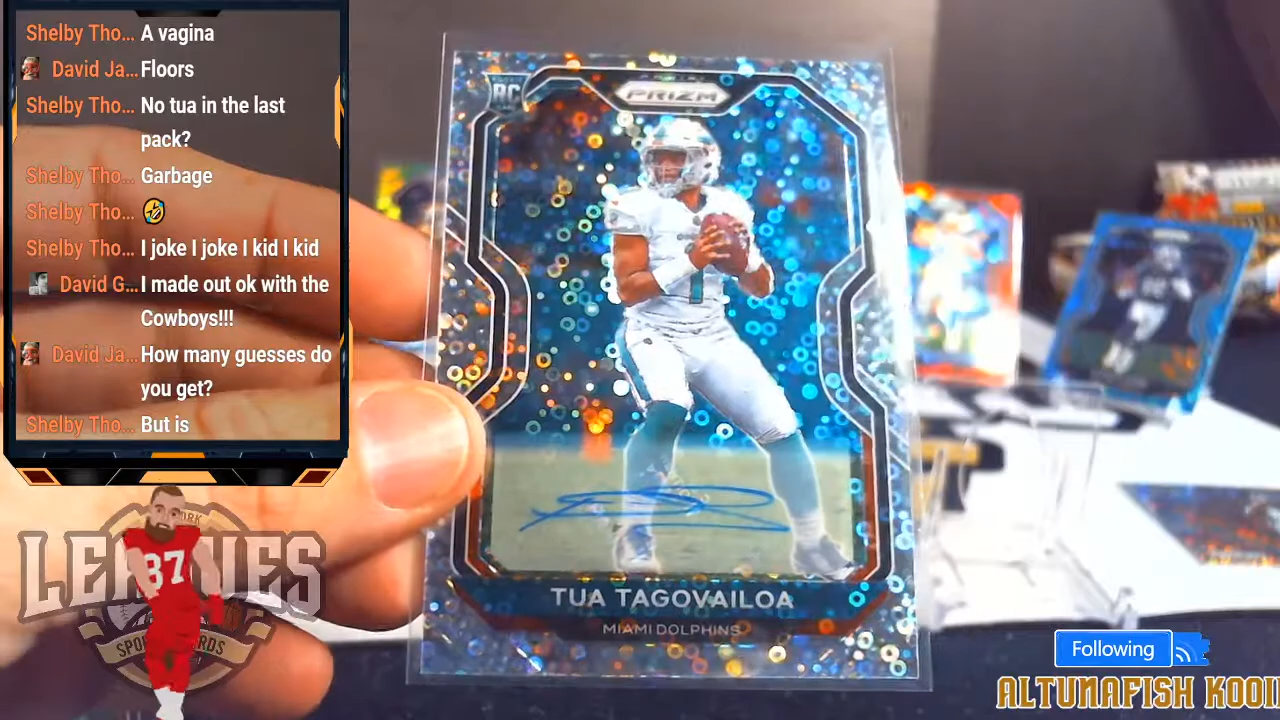 Shelby Tho... A vagina
David Ja... Floors
Shelby Tho... No tua in the last
pack?
Shelby Tho... Garbage
Shelby Tho... 🤣
Shelby Tho... I joke I joke I kid I kid
David G... I made out ok with the
Cowboys!!!
David Ja... How many guesses do
you get?
Shelby Tho... But is
RC
PRIZM
1
TUA TAGOVAILOA
MIAMI DOLPHINS
LEAGUES
87
Following
ALTUNAFISH KOOI